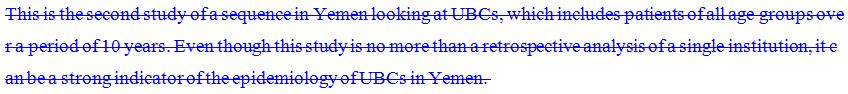 This is the second study of a sequence in Yemen looking at UBCs, which includes patients of all age groups ove
r a period of 10 years. Even though this study is no more than a retrospective analysis of a single institution, it c
an be a strong indicator of the epidemiology of UBCs in Yemen.